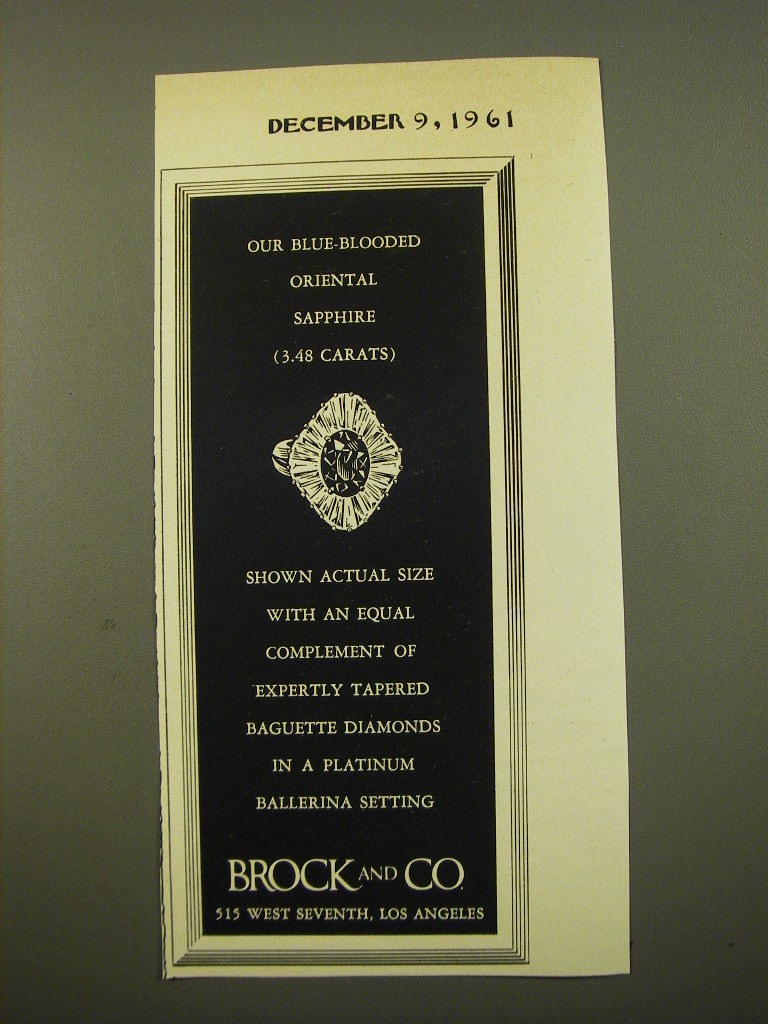 DECEMBER 9, 1961
OUR BLUE-BLOODED
ORIENTAL
SAPPHIRE
(3.48 CARATS)
SHOWN ACTUAL SIZE
WITH AN EQUAL
COMPLEMENT OF
EXPERTLY TAPERED
BAGUETTE DIAMONDS
IN A PLATINUM
BALLERINA SETTING
BROCK AND CO.
515 WEST SEVENTH, LOS ANGELES